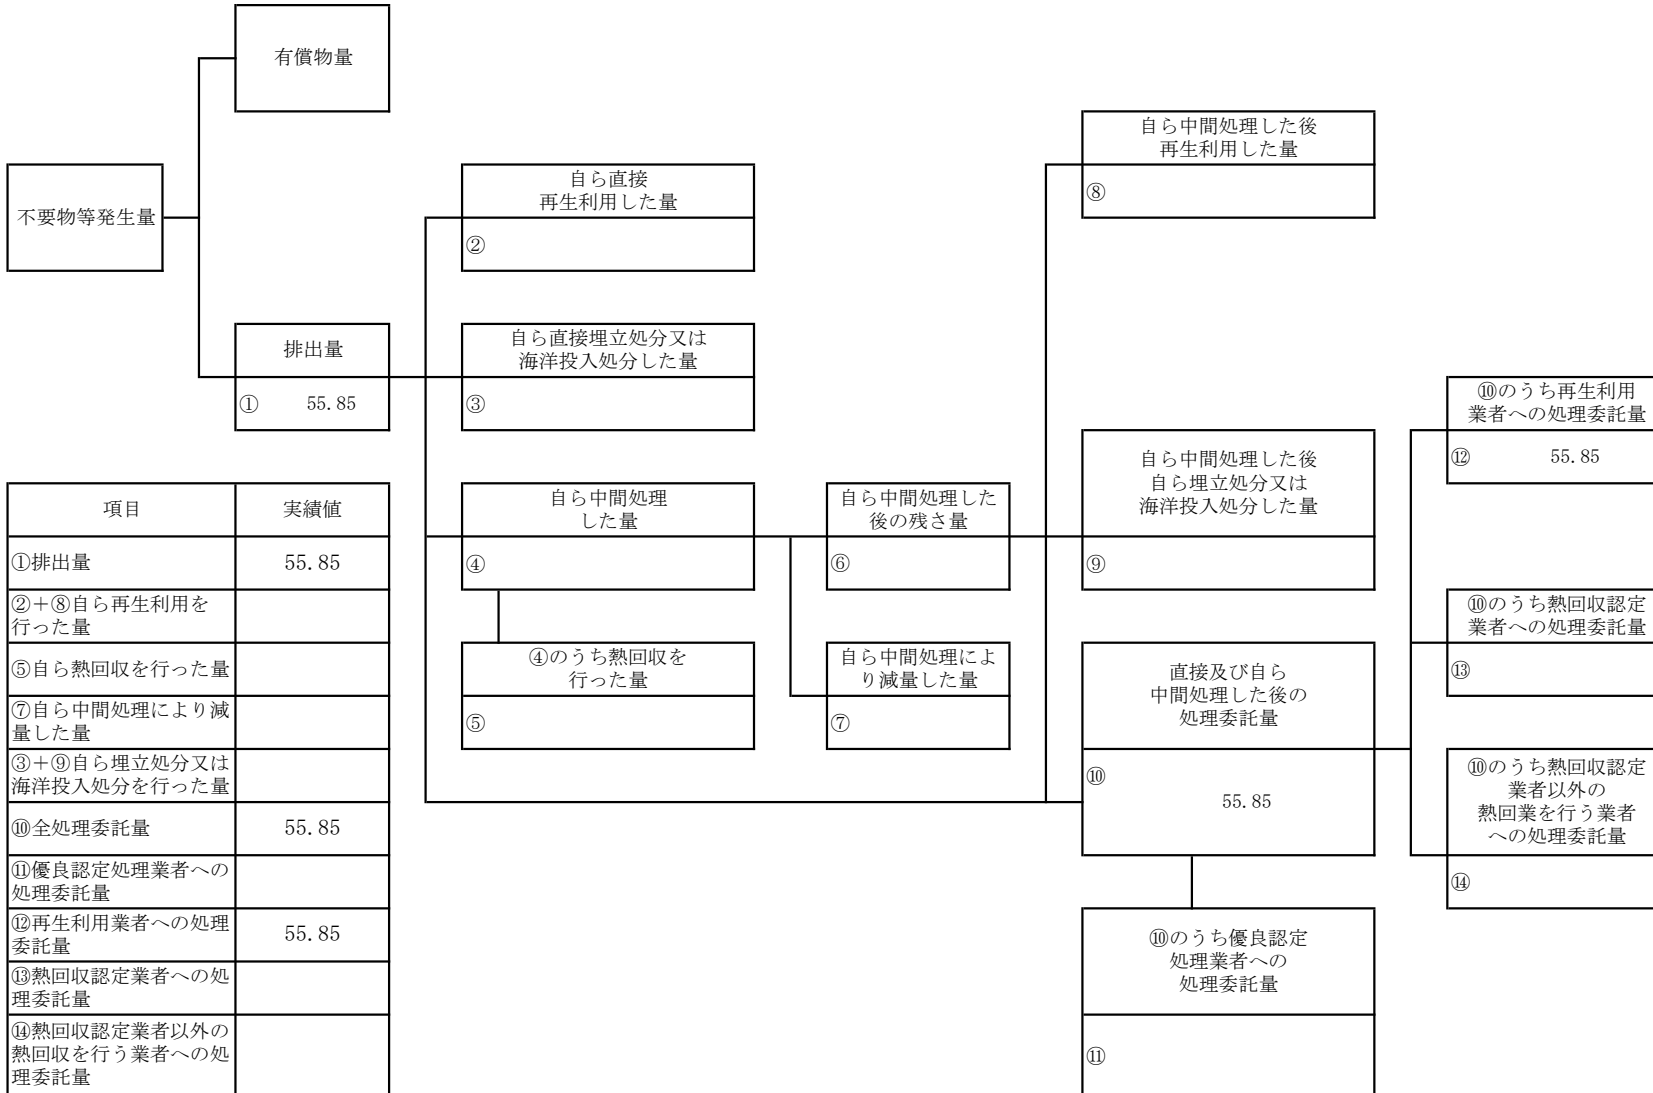 有償物量
自ら中間処理した後
再生利用した量
⑧
不要物等発生量
自ら直接
再生利用した量
②
排出量
① 55.85
自ら直接埋立処分又は
海洋投入処分した量
③
⑩のうち再生利用
業者への処理委託量
⑫ 55.85
自ら中間処理した後
自ら埋立処分又は
海洋投入処分した量
⑨
自ら中間処理
した量
④
自ら中間処理した
後の残さ量
⑥
⑩のうち熱回収認定
業者への処理委託量
⑬
④のうち熱回収を
行った量
⑤
自ら中間処理によ
り減量した量
⑦
直接及び自ら
中間処理した後の
処理委託量
⑩
55.85
⑩のうち熱回収認定
業者以外の
熱回業を行う業者
への処理委託量
⑭
⑩のうち優良認定
処理業者への
処理委託量
⑪
項目 実績値
①排出量 55.85
②＋⑧自ら再生利用を
行った量
⑤自ら熱回収を行った量
⑦自ら中間処理により減
量した量
③＋⑨自ら埋立処分又は
海洋投入処分を行った量
⑩全処理委託量 55.85
⑪優良認定処理業者への
処理委託量
⑫再生利用業者への処理
委託量 55.85
⑬熱回収認定業者への処
理委託量
⑭熱回収認定業者以外の
熱回収を行う業者への処
理委託量